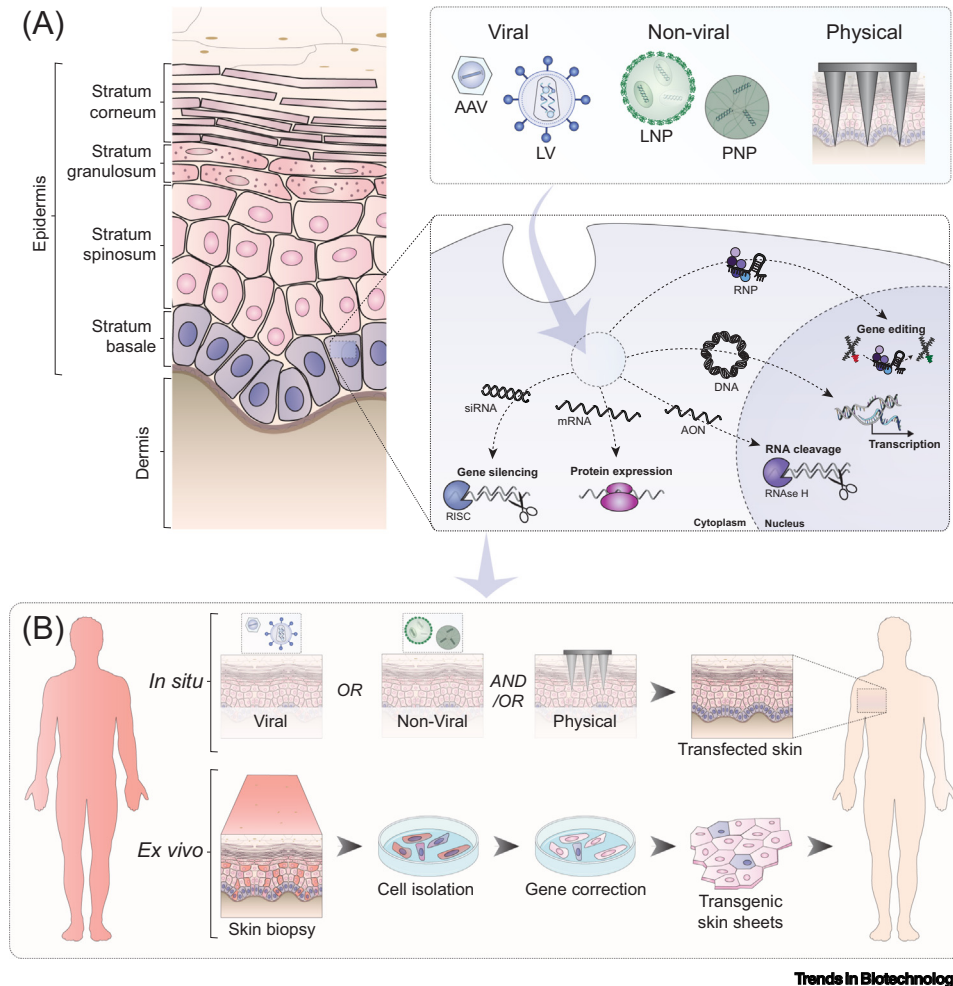 (A)
Epidermis
Stratum
corneum
Stratum
granulosum
Stratum
spinosum
Stratum
basale
Dermis
Viral
AAV
LV
Non-viral
LNP
PNP
Physical
RNP
Gene editing
DNA
siRNA
mRNA
AON
Transcription
RNA cleavage
RNAse H
Gene silencing
RISC
Protein expression
Cytoplasm
Nucleus
(B)
In situ
Viral
OR
Non-Viral
AND
/OR
Physical
Transfected skin
Ex vivo
Skin biopsy
Cell isolation
Gene correction
Transgenic
skin sheets
Trends in Biotechnolog